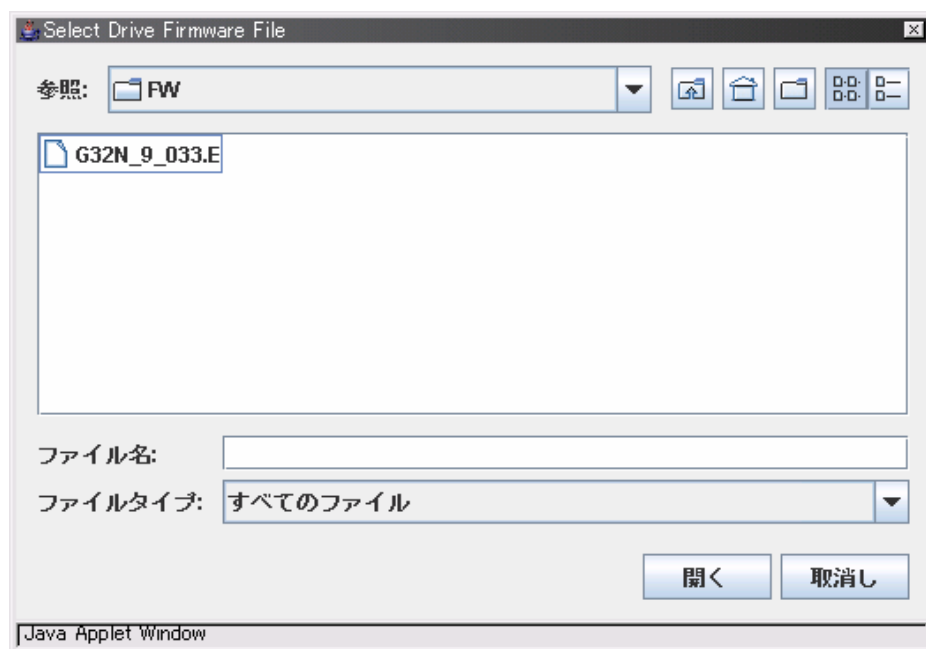 Select Drive Firmware File
参照: FW
G32N_9_033.E
ファイル名:
ファイルタイプ: すべてのファイル
開く 取消し
Java Applet Window